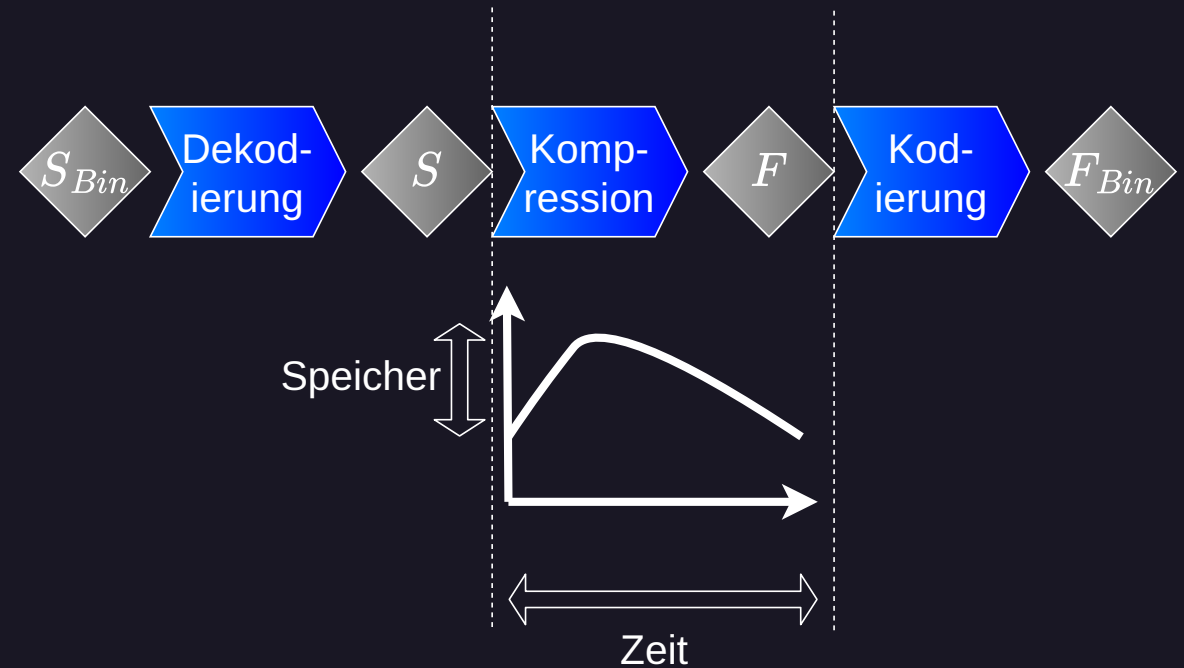 S_Bin
Dekod-
ierung
S
Komp-
ression
F
Kod-
ierung
F_Bin
Speicher
Zeit